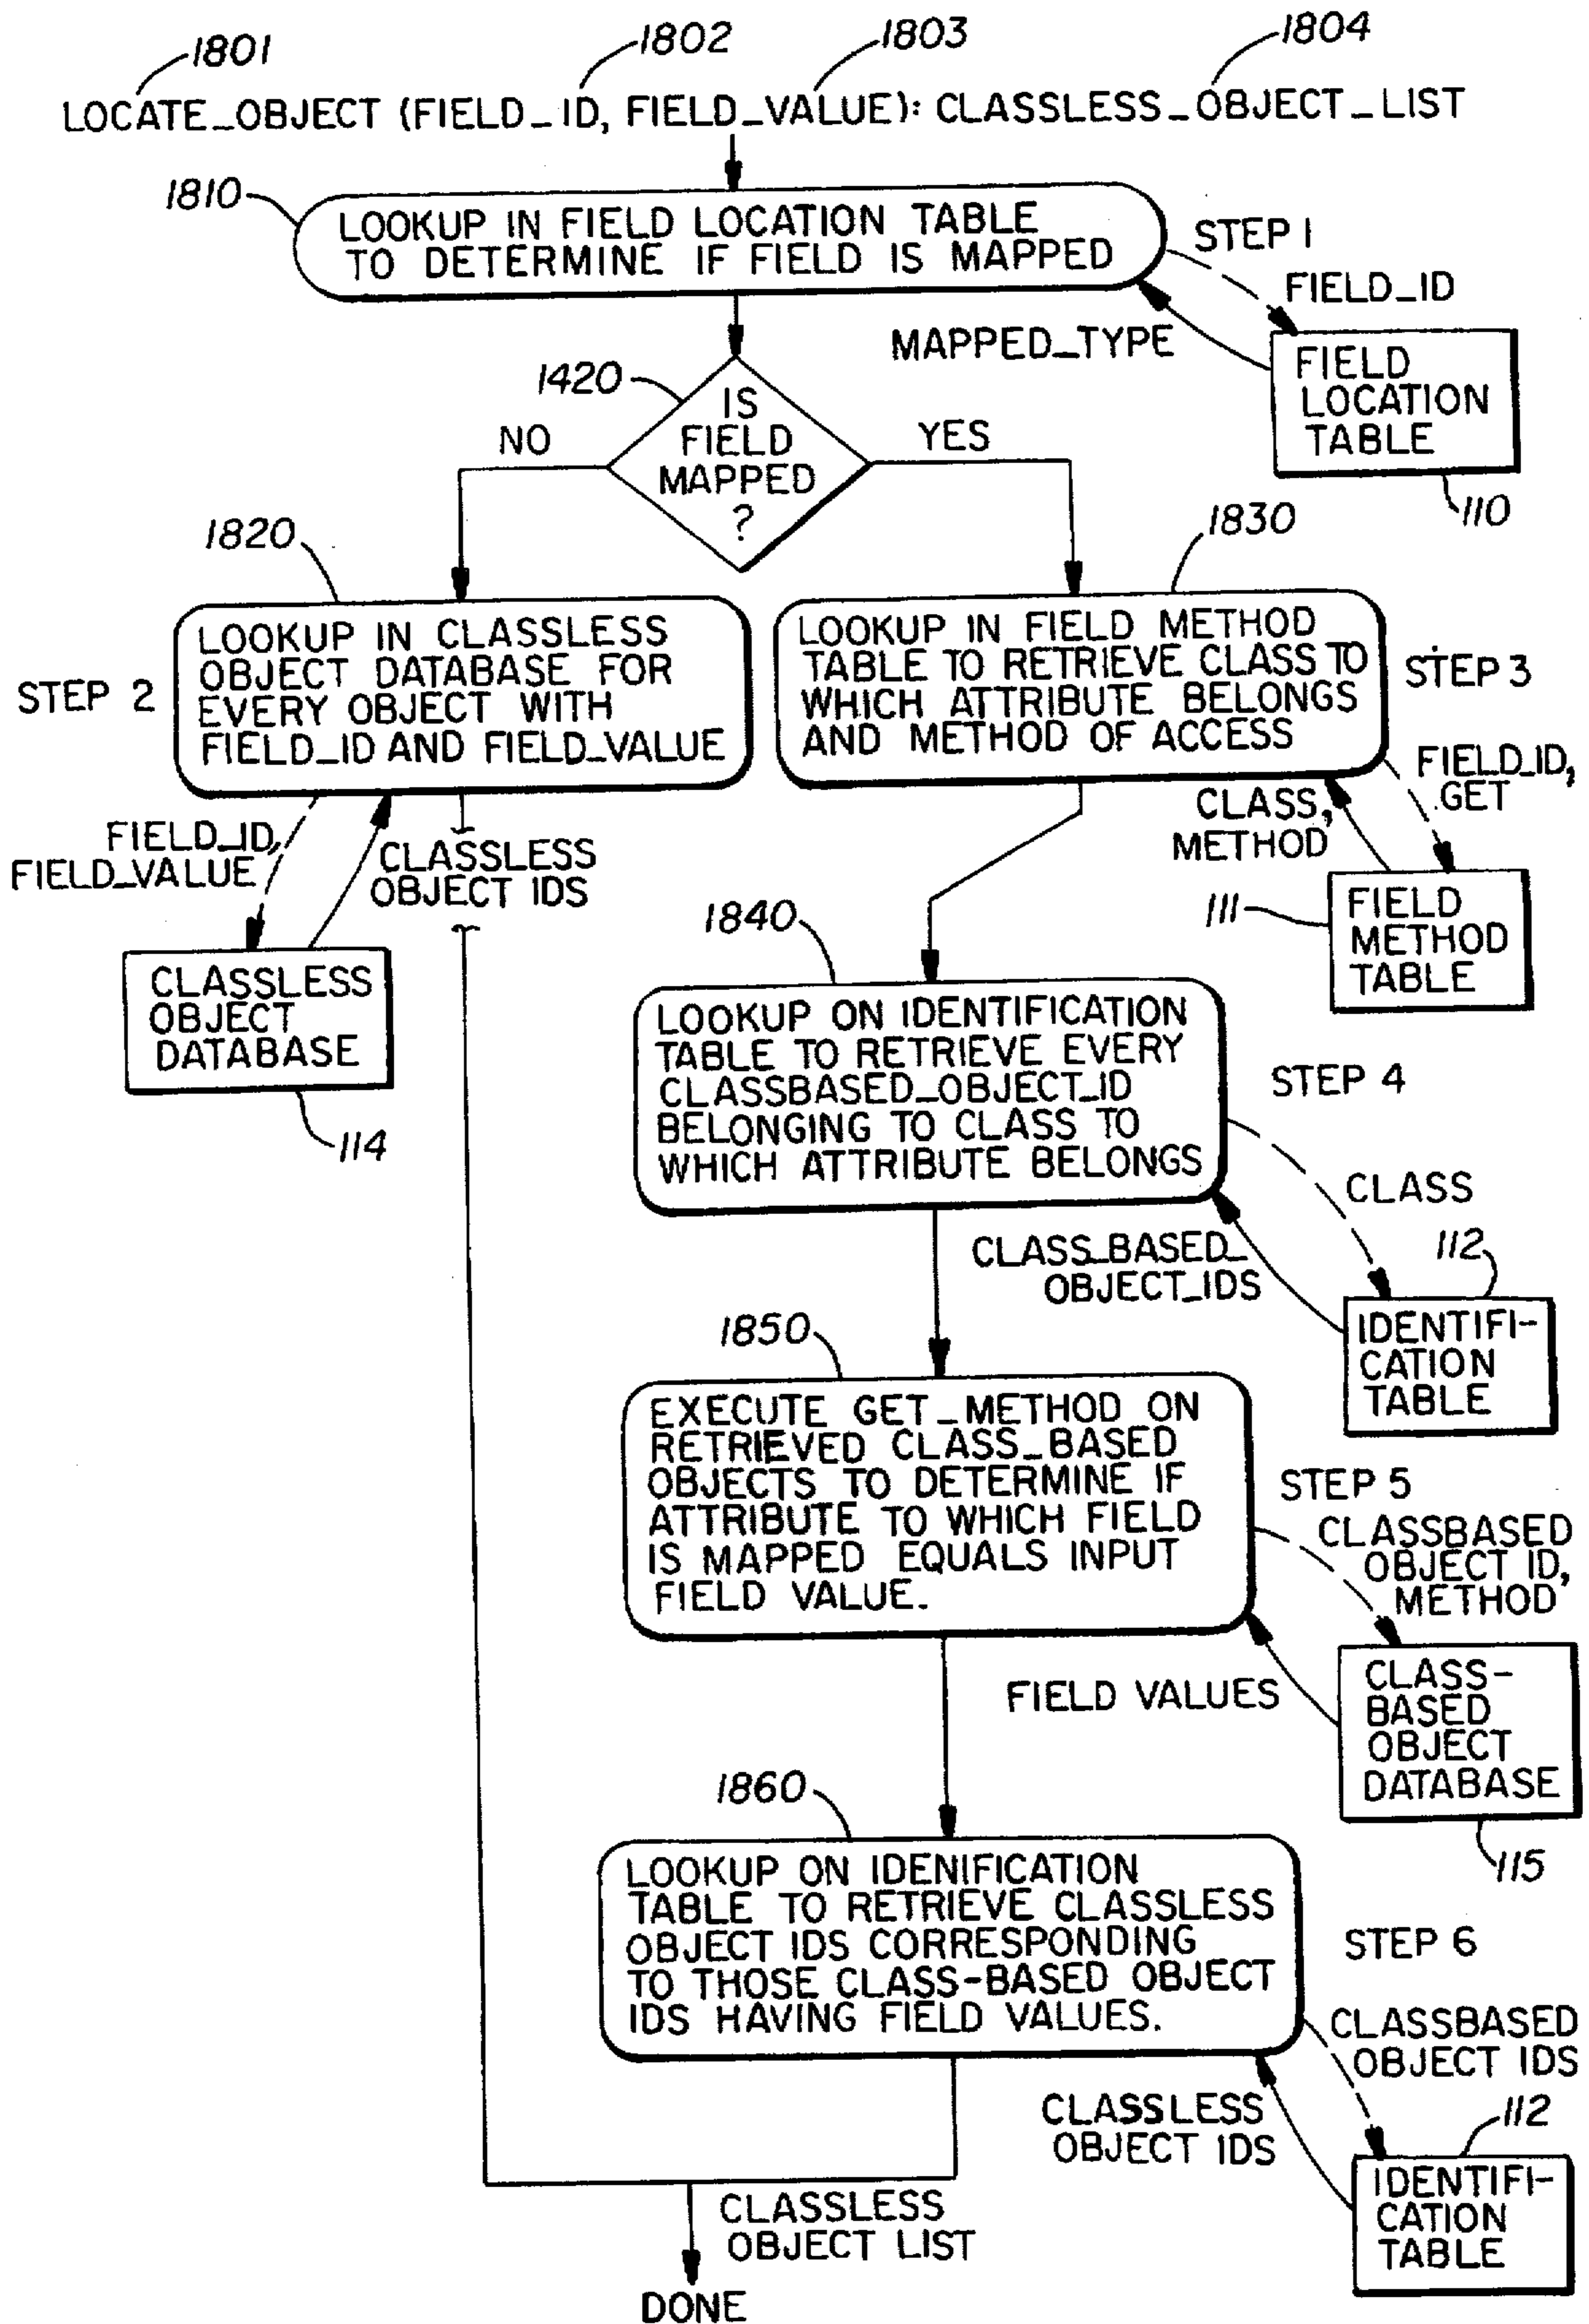 1801
1802
1803
1804
LOCATE_OBJECT (FIELD_ID, FIELD_VALUE): CLASSLESS_OBJECT_LIST
1810
LOOKUP IN FIELD LOCATION TABLE
TO DETERMINE IF FIELD IS MAPPED
STEP 1
FIELD_ID
MAPPED_TYPE
FIELD
LOCATION
TABLE
110
1420
IS
FIELD
MAPPED
?
NO
YES
1820
STEP 2
LOOKUP IN CLASSLESS
OBJECT DATABASE FOR
EVERY OBJECT WITH
FIELD_ID AND FIELD_VALUE
1830
LOOKUP IN FIELD METHOD
TABLE TO RETRIEVE CLASS TO
WHICH ATTRIBUTE BELONGS
AND METHOD OF ACCESS
STEP 3
FIELD_ID,
GET
CLASS,
METHOD
111
FIELD
METHOD
TABLE
FIELD_ID,
FIELD_VALUE
CLASSLESS
OBJECT IDS
CLASSLESS
OBJECT
DATABASE
114
1840
LOOKUP ON IDENTIFICATION
TABLE TO RETRIEVE EVERY
CLASSBASED_OBJECT_ID
BELONGING TO CLASS TO
WHICH ATTRIBUTE BELONGS
STEP 4
CLASS
CLASS_BASED_
OBJECT_IDS
112
IDENTIFI-
CATION
TABLE
1850
EXECUTE GET_METHOD ON
RETRIEVED CLASS_BASED
OBJECTS TO DETERMINE IF
ATTRIBUTE TO WHICH FIELD
IS MAPPED EQUALS INPUT
FIELD VALUE.
STEP 5
CLASSBASED
OBJECT ID,
METHOD
FIELD VALUES
CLASS-
BASED
OBJECT
DATABASE
115
1860
LOOKUP ON IDENIFICATION
TABLE TO RETRIEVE CLASSLESS
OBJECT IDS CORRESPONDING
TO THOSE CLASS-BASED OBJECT
IDS HAVING FIELD VALUES.
STEP 6
CLASSBASED
OBJECT IDS
CLASSLESS
OBJECT IDS
112
IDENTIFI-
CATION
TABLE
CLASSLESS
OBJECT LIST
DONE